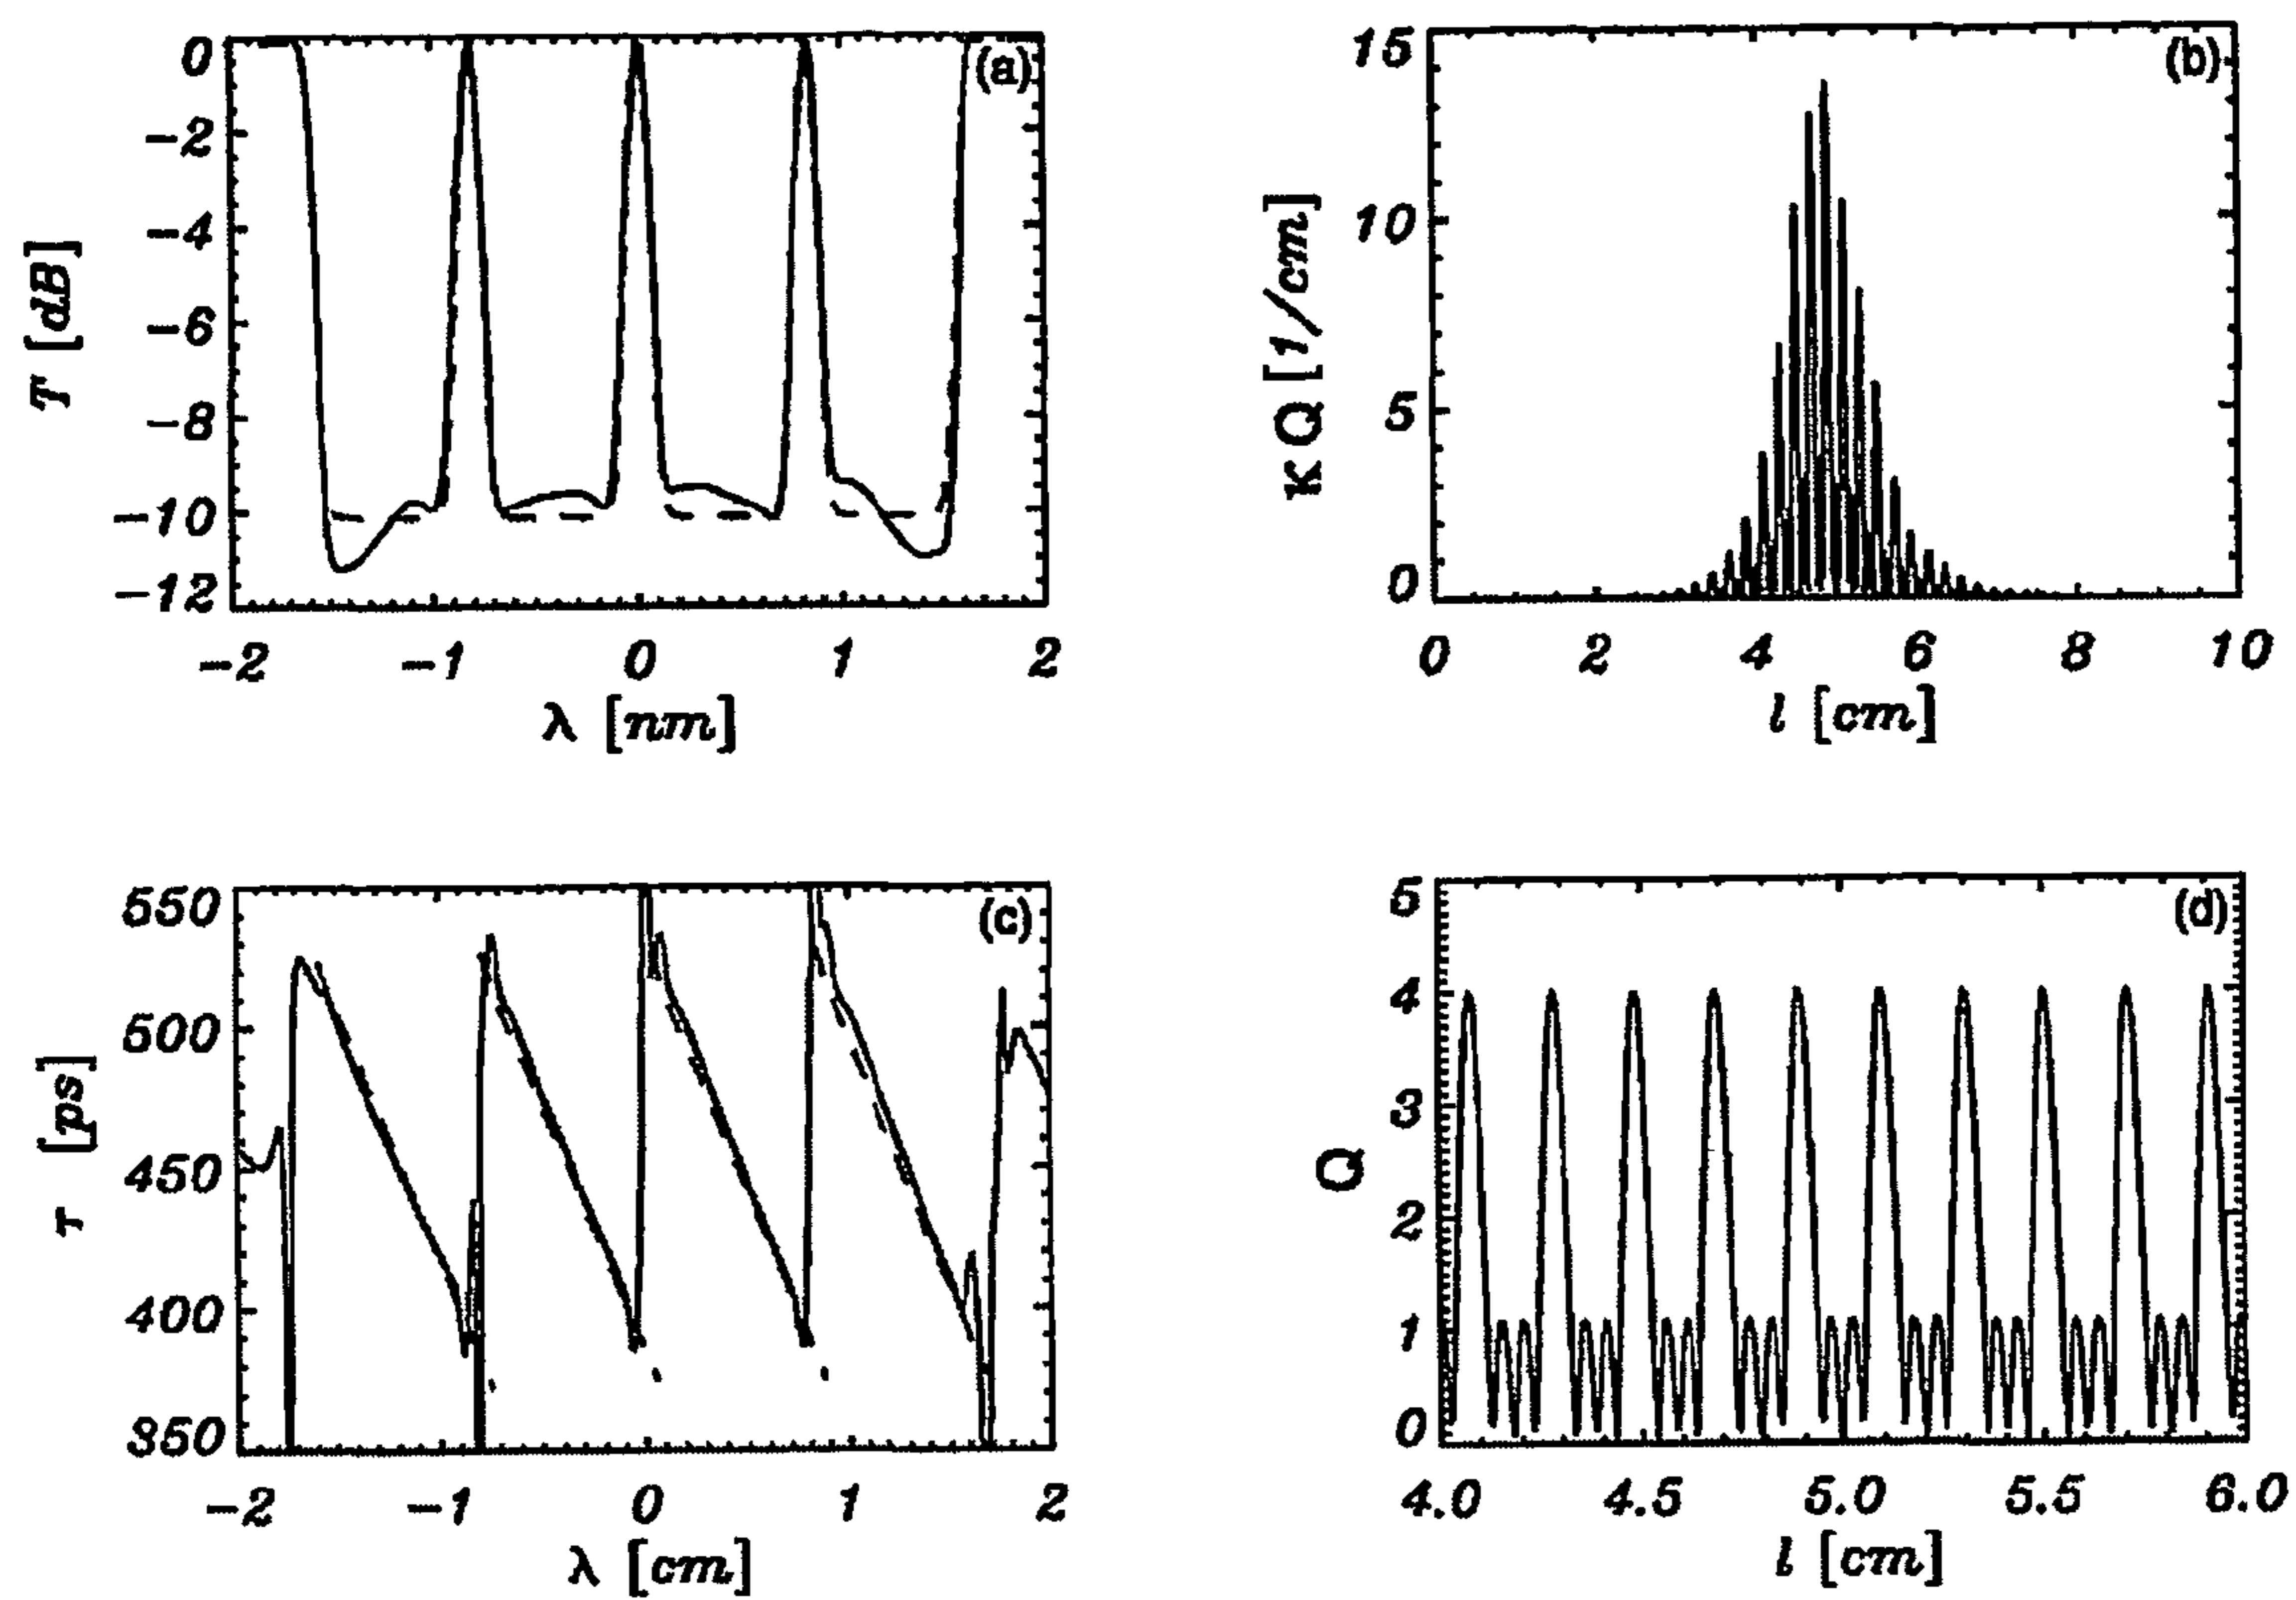 (a)
T [dB]
0
-2
-4
-6
-8
-10
-12
-2 -1 0 1 2
λ [nm]
(b)
κ Q [1/cm]
15
10
5
0
0 2 4 6 8 10
l [cm]
(c)
τ [ps]
550
500
450
400
350
-2 -1 0 1 2
λ [cm]
(d)
Q
5
4
3
2
1
0
4.0 4.5 5.0 5.5 6.0
l [cm]